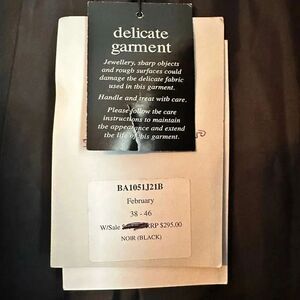 delicate
garment
Jewellery, sharp objects
and rough surfaces could
damage the delicate fabric
used in this garment.
Handle and treat with care.
Please follow the care
instructions to maintain
the appearance and extend
the life of this garment.
BA1051J21B
February
38 - 46
W/Sale RRP $295.00
NOIR (BLACK)